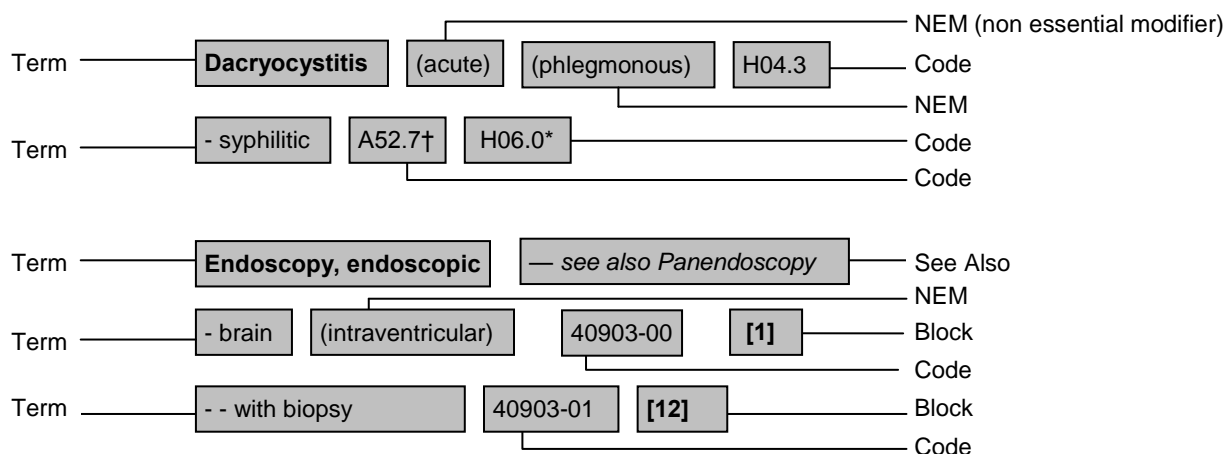 NEM (non essential modifier)
Term Dacryocystitis (acute) (phlegmonous) H04.3 Code
NEM
Term - syphilitic A52.7† H06.0* Code
Code
Term Endoscopy, endoscopic — see also Panendoscopy See Also
NEM
Term - brain (intraventricular) 40903-00 [1] Block
Code
Term - - with biopsy 40903-01 [12] Block
Code